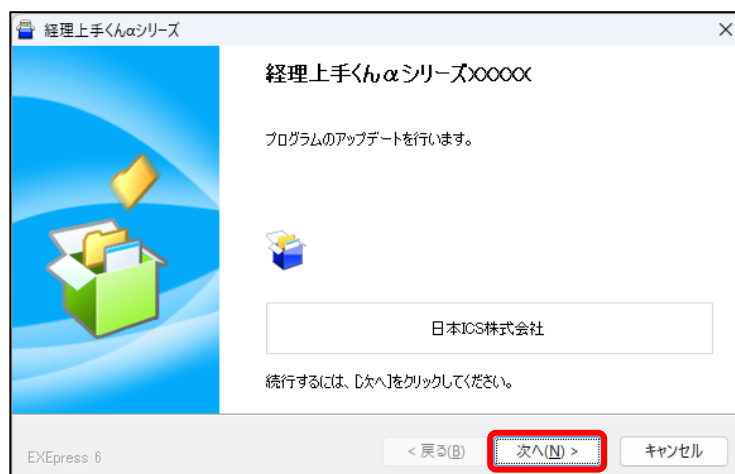 経理上手くんαシリーズ
経理上手くんαシリーズXXXXX
プログラムのアップデートを行います。
日本ICS株式会社
続行するには、[次へ]をクリックしてください。
EXEpress 6
< 戻る(B)
次へ(N) >
キャンセル